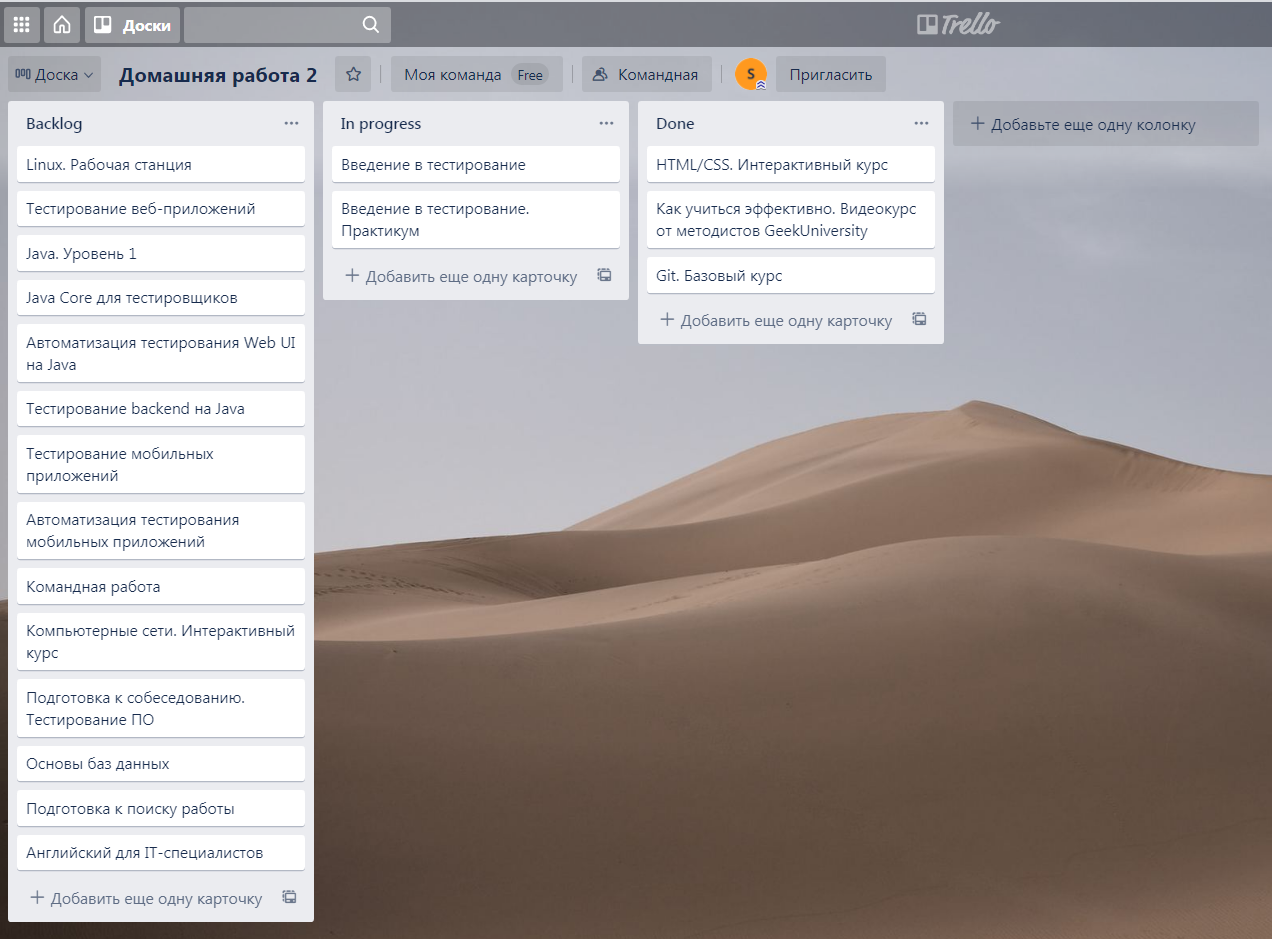 Доски
Trello
Доска
Домашняя работа 2
Моя команда Free
Командная
S
Пригласить
Backlog
Linux. Рабочая станция
Тестирование веб-приложений
Java. Уровень 1
Java Core для тестировщиков
Автоматизация тестирования Web UI
на Java
Тестирование backend на Java
Тестирование мобильных
приложений
Автоматизация тестирования
мобильных приложений
Командная работа
Компьютерные сети. Интерактивный
курс
Подготовка к собеседованию.
Тестирование ПО
Основы баз данных
Подготовка к поиску работы
Английский для IT-специалистов
Добавить еще одну карточку
In progress
Введение в тестирование
Введение в тестирование.
Практикум
Добавить еще одну карточку
Done
HTML/CSS. Интерактивный курс
Как учиться эффективно. Видеокурс
от методистов GeekUniversity
Git. Базовый курс
Добавить еще одну карточку
Добавьте еще одну колонку